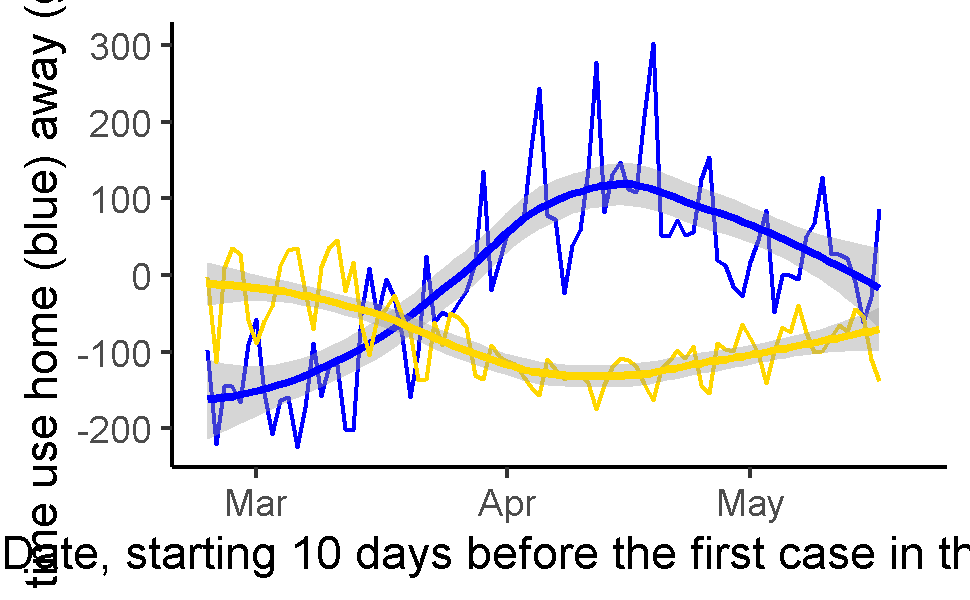 time use home (blue) away (
300
200
100
0
-100
-200
Mar Apr May
Date, starting 10 days before the first case in th